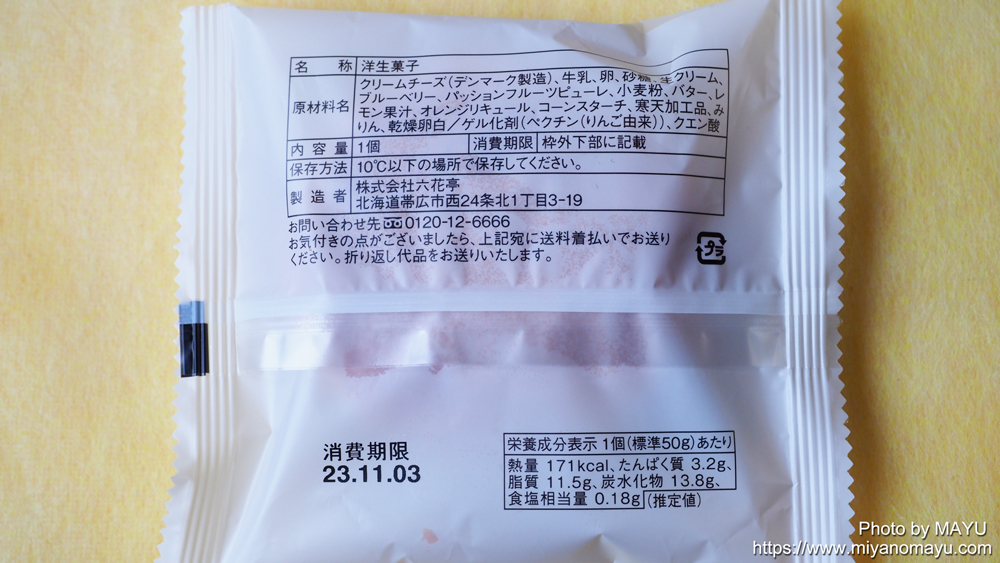 名称 洋生菓子
原材料名 クリームチーズ(デンマーク製造)、牛乳、卵、砂糖、生クリーム、
ブルーベリー、パッションフルーツピューレ、小麦粉、バター、レ
モン果汁、オレンジリキュール、コーンスターチ、寒天加工品、み
りん、乾燥卵白/ゲル化剤(ペクチン(りんご由来))、クエン酸
内容量 1個 消費期限 枠外下部に記載
保存方法 10℃以下の場所で保存してください。
製造者 株式会社六花亭
北海道帯広市西24条北1丁目3-19
お問い合わせ先 0120-12-6666
お気付きの点がございましたら、上記宛に送料着払いでお送り
ください。折り返し代品をお送りいたします。
プラ
消費期限
23.11.03
栄養成分表示 1個(標準50g)あたり
熱量 171kcal、たんぱく質 3.2g、
脂質 11.5g、炭水化物 13.8g、
食塩相当量 0.18g(推定値)
Photo by MAYU
https://www.miyanomayu.com